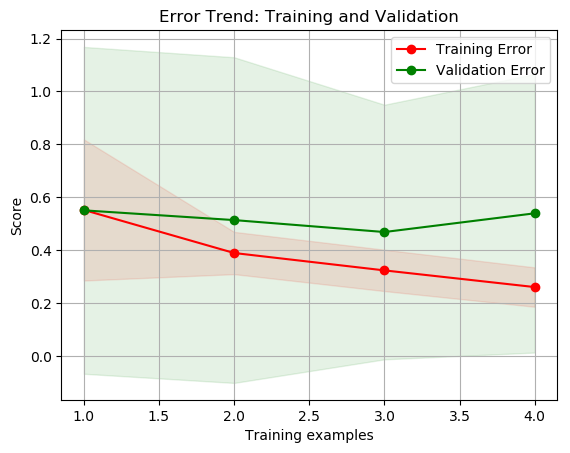 Error Trend: Training and Validation
Training Error
Validation Error
Score
1.2
1.0
0.8
0.6
0.4
0.2
0.0
1.0 1.5 2.0 2.5 3.0 3.5 4.0
Training examples